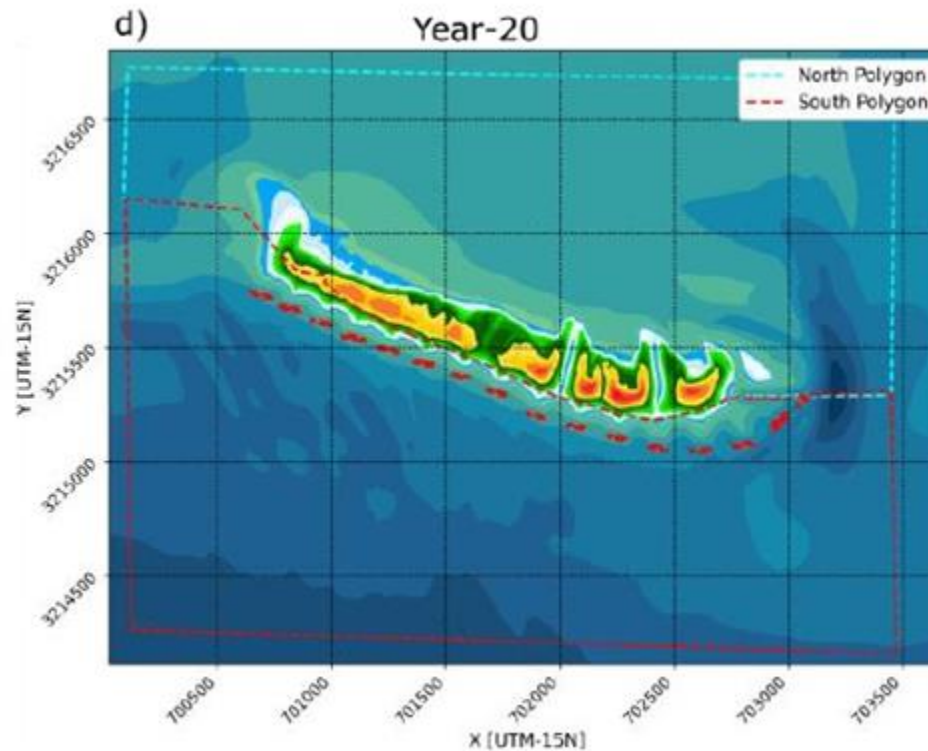 d)
Year-20
North Polygon
South Polygon
3216500
3216000
3215500
3215000
3214500
Y [UTM-15N]
700500
701000
701500
702000
702500
703000
703500
X [UTM-15N]